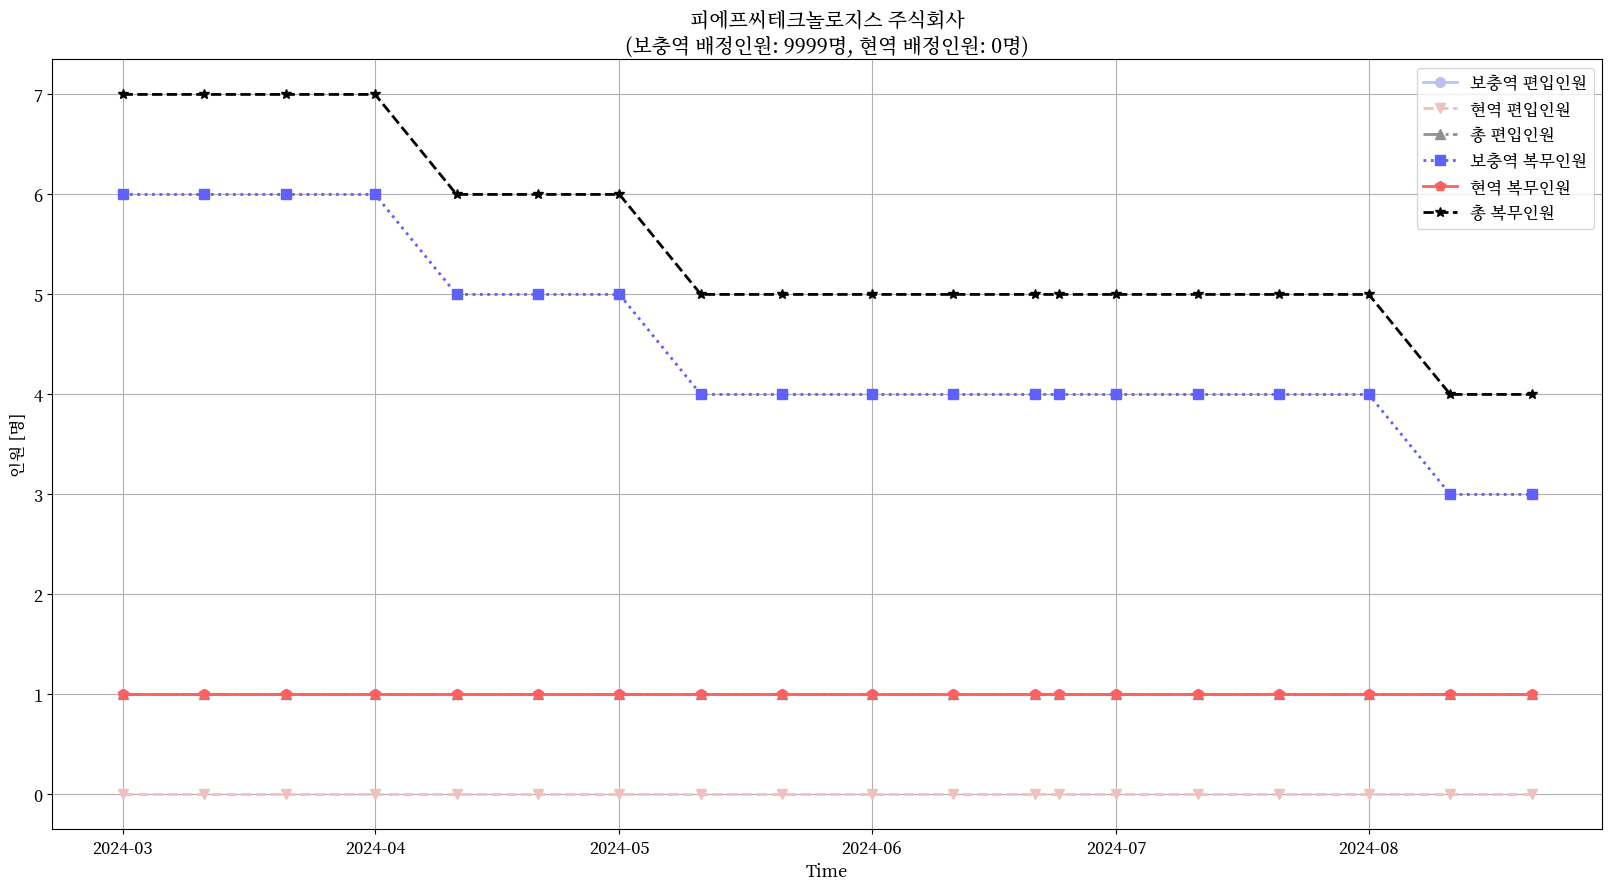 피에프씨테크놀로지스 주식회사
(보충역 배정인원: 9999명, 현역 배정인원: 0명)
보충역 편입인원
현역 편입인원
총 편입인원
보충역 복무인원
현역 복무인원
총 복무인원
인원 [명]
7
6
5
4
3
2
1
0
2024-03
2024-04
2024-05
2024-06
2024-07
2024-08
Time